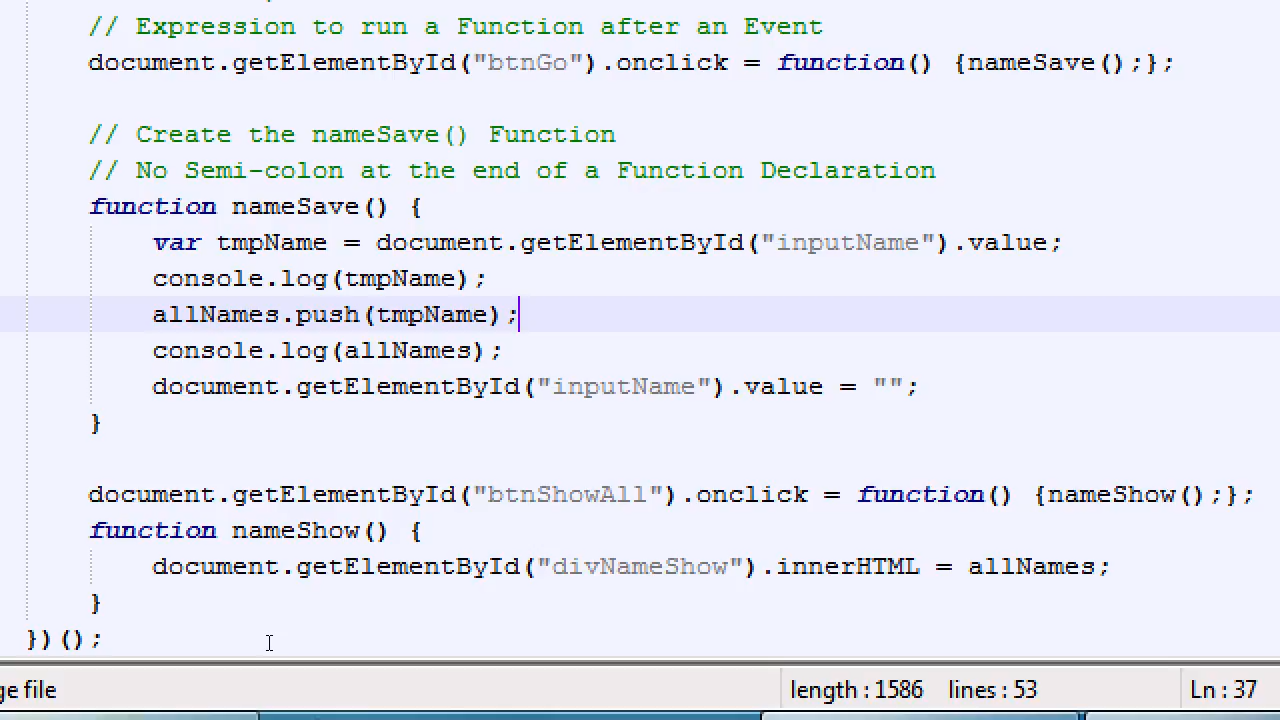 // Expression to run a Function after an Event
document.getElementById("btnGo").onclick = function() {nameSave();};
// Create the nameSave() Function
// No Semi-colon at the end of a Function Declaration
function nameSave() {
var tmpName = document.getElementById("inputName").value;
console.log(tmpName);
allNames.push(tmpName);
console.log(allNames);
document.getElementById("inputName").value = "";
}
document.getElementById("btnShowAll").onclick = function() {nameShow();};
function nameShow() {
document.getElementById("divNameShow").innerHTML = allNames;
}
})();
ge file length : 1586 lines : 53 Ln : 37